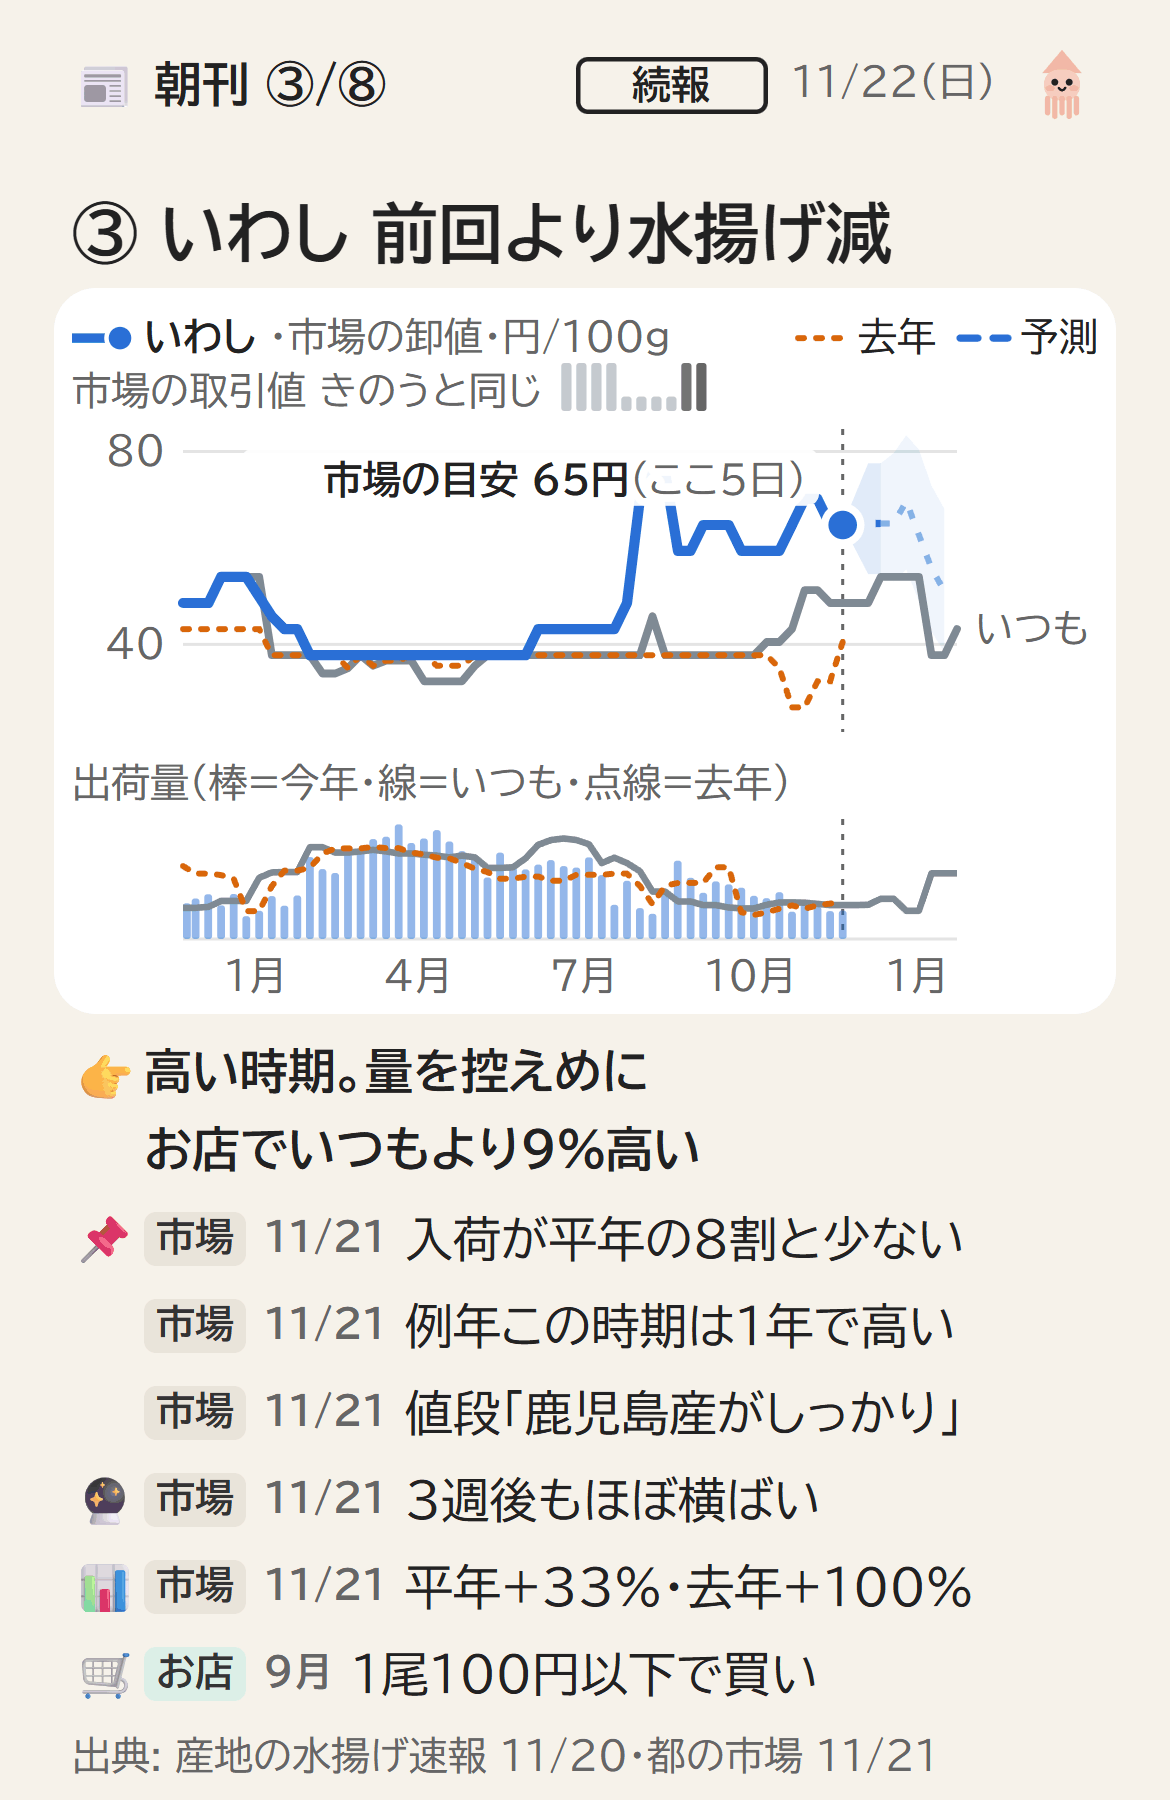 朝刊 ③/⑧ 続報 11/22(日)
③ いわし 前回より水揚げ減
いわし ・市場の卸値・円/100g 去年 予測
市場の取引値 きのうと同じ
80
市場の目安 65円(ここ5日)
40
いつも
出荷量(棒=今年・線=いつも・点線=去年)
1月 4月 7月 10月 1月
高い時期。量を控えめに
お店でいつもより9%高い
市場 11/21 入荷が平年の8割と少ない
市場 11/21 例年この時期は1年で高い
市場 11/21 値段「鹿児島産がしっかり」
市場 11/21 3週後もほぼ横ばい
市場 11/21 平年+33%・去年+100%
お店 9月 1尾100円以下で買い
出典: 産地の水揚げ速報 11/20・都の市場 11/21